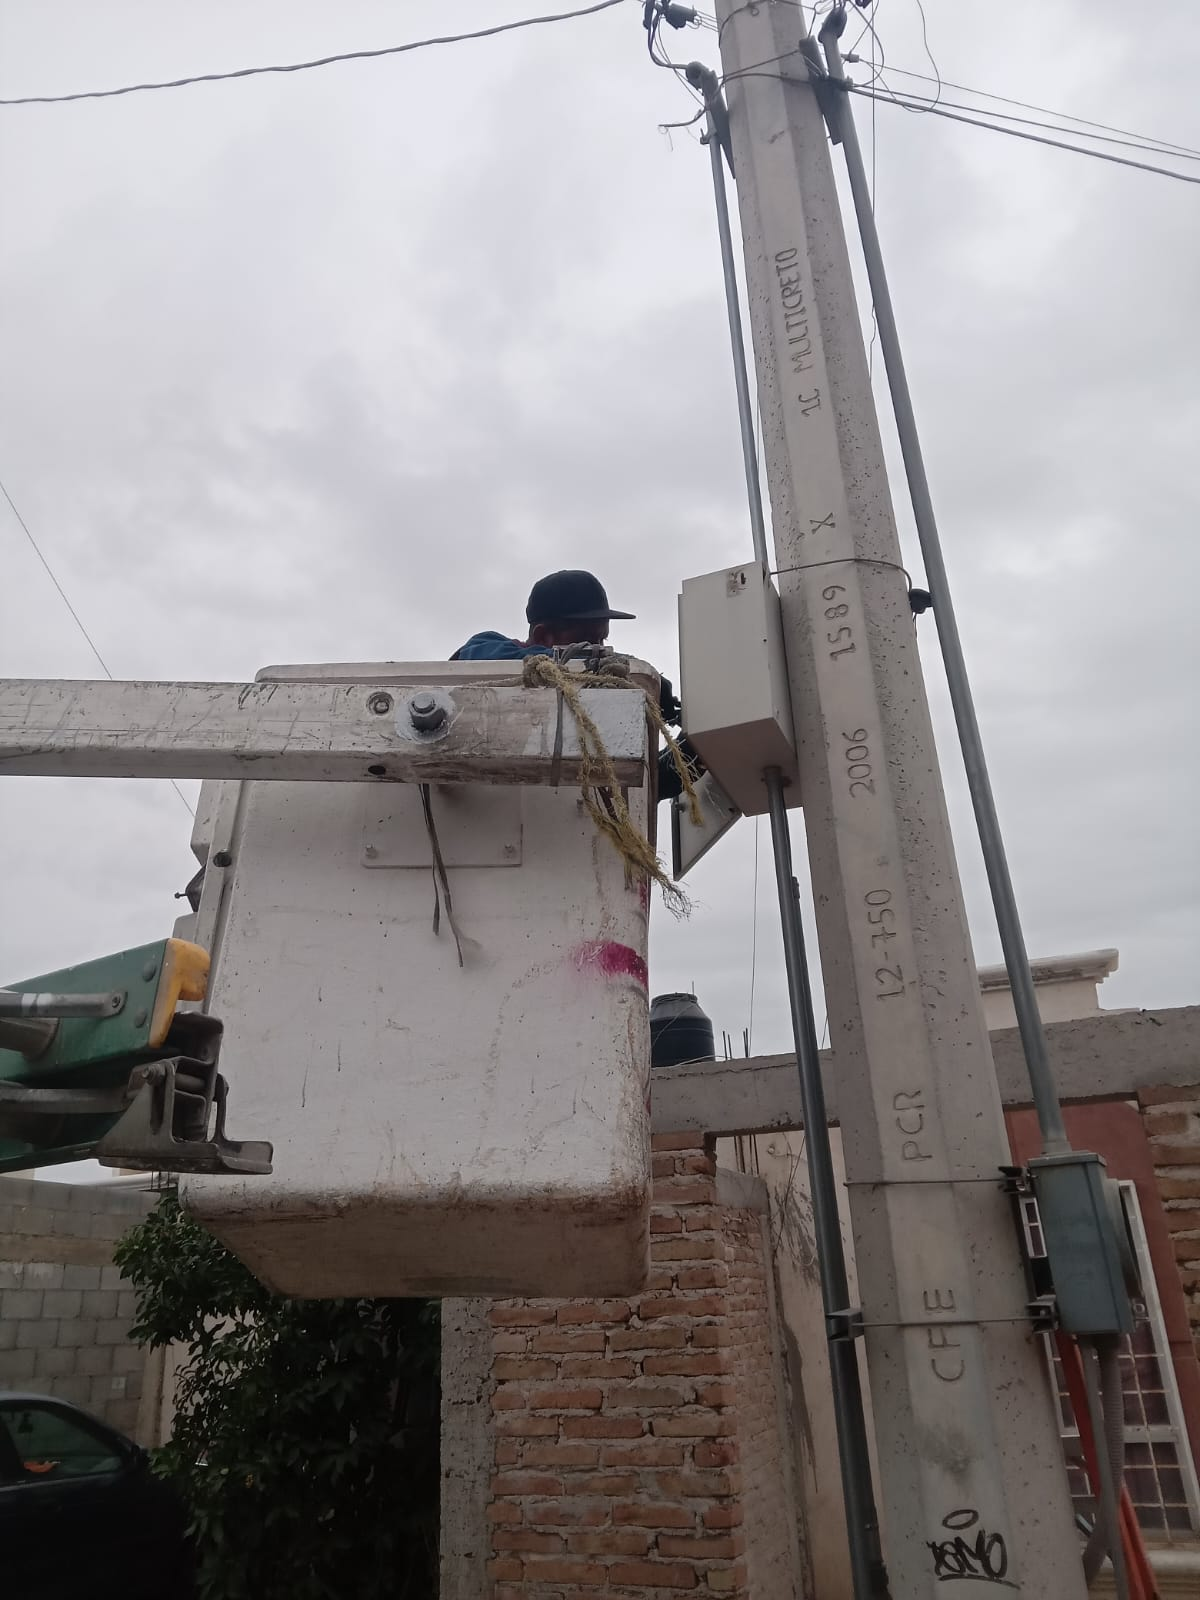 CFE
PCR
12-750
2006
1589
X
1C MULTICRETO